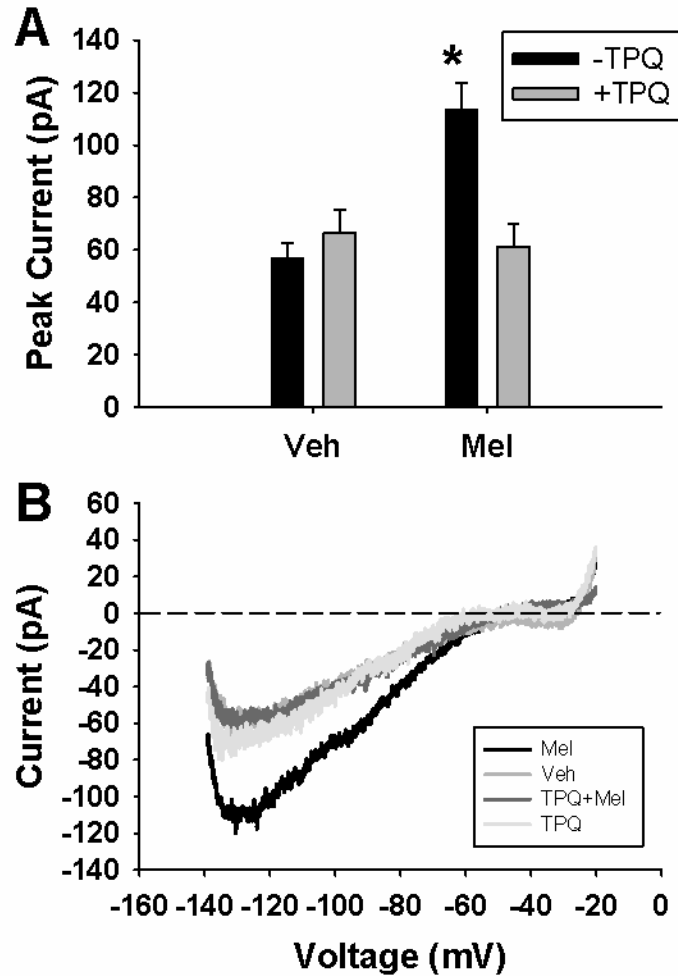 A
Peak Current (pA)
140
120
100
80
60
40
20
0
*
-TPQ
+TPQ
Veh
Mel
B
Current (pA)
60
40
20
0
-20
-40
-60
-80
-100
-120
-140
Mel
Veh
TPQ+Mel
TPQ
-160 -140 -120 -100 -80 -60 -40 -20 0
Voltage (mV)